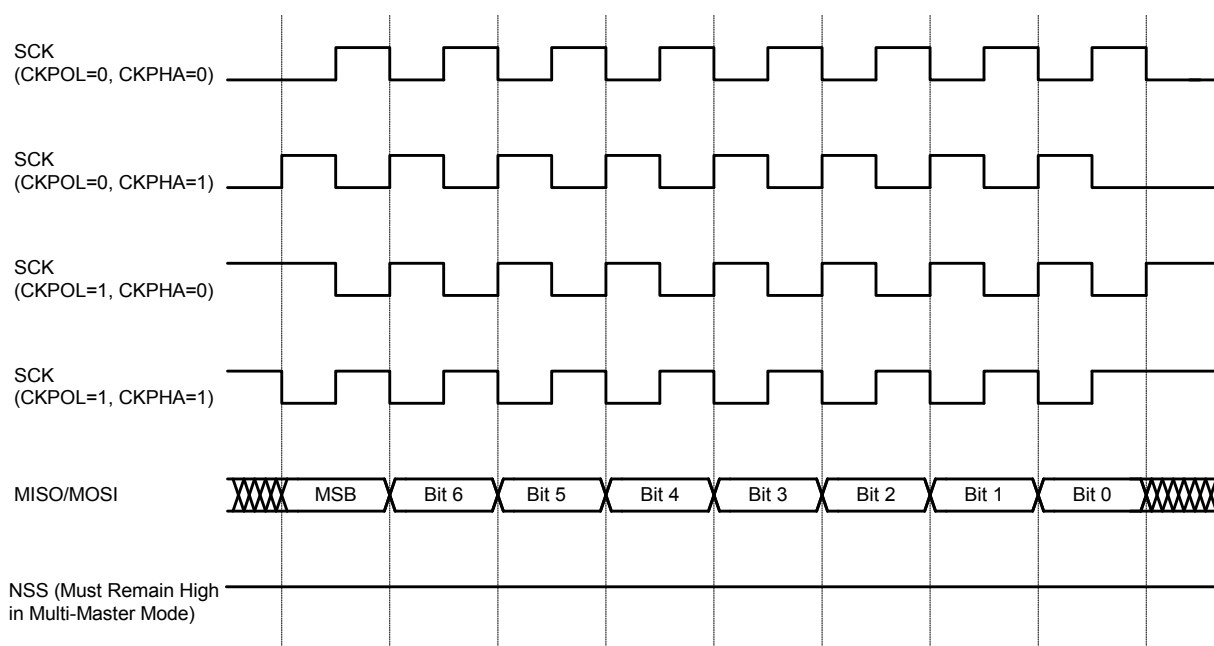 SCK
(CKPOL=0, CKPHA=0)
SCK
(CKPOL=0, CKPHA=1)
SCK
(CKPOL=1, CKPHA=0)
SCK
(CKPOL=1, CKPHA=1)
MISO/MOSI
MSB
Bit 6
Bit 5
Bit 4
Bit 3
Bit 2
Bit 1
Bit 0
NSS (Must Remain High
in Multi-Master Mode)